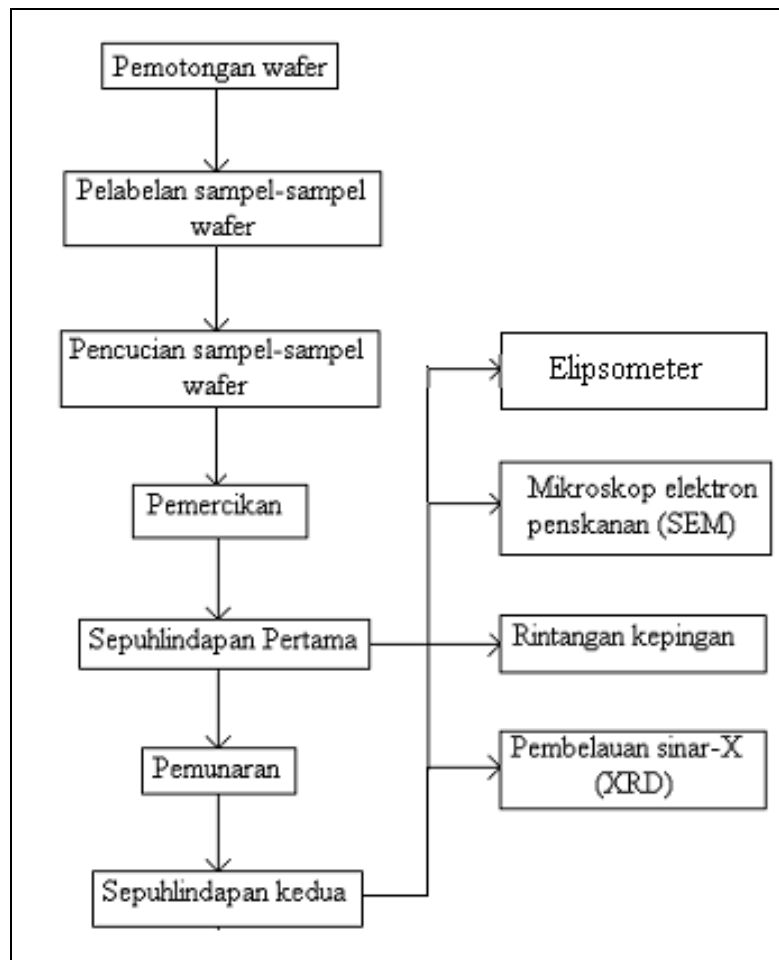 Pemotongan wafer
Pelabelan sampel-sampel
wafer
Pencucian sampel-sampel
wafer
Pemercikan
Sepuhlindapan Pertama
Pemunaran
Sepuhlindapan kedua
Elipsometer
Mikroskop elektron
penskanan (SEM)
Rintangan kepingan
Pembelauan sinar-X
(XRD)